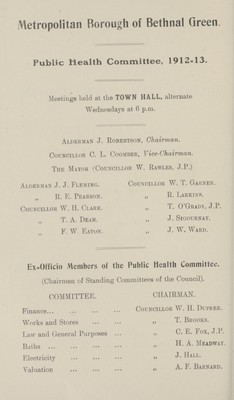 Metropolitan Borough of Bethnal Green.
Public Health Committee, 1912-13.
Meetings held at the TOWN HALL, alternate
Wednesdays at 6 p.m.
ALDERMAN J. ROBERTSON, Chairman.
COUNCILLOR C. L. COOMBER, Vice-Chairman.
THE MAYOR (COUNCILLOR W. RAWLES, J.P.)
ALDERMAN J. J. FLEMING. COUNCILLOR W. T. GARNER.
„ R. E. PEARSON. „ R. LARKINS.
COUNCILLOR W. H. CLARK. „ T. O'GRADY, J.P.
„ T. A. DEAN. „ J. SIGOURNAY.
„ F. W. EATON. „ J. W. WARD.
Ex-Officio Members of the Public Health Committee.
(Chairmen of Standing Committees of the Council).
COMMITTEE. CHAIRMAN.
Finance... ... ... ... COUNCILLOR W. H. DUPREE.
Works and Stores ... ... „ T. BROOKS.
Law and General Purposes ... „ C. E. FOX, J.P.
Baths ... ... ... ... „ H. A. MEADWAY.
Electricity ... ... ... „ J. HALL.
Valuation ... ... ... „ A. F. BARNARD.